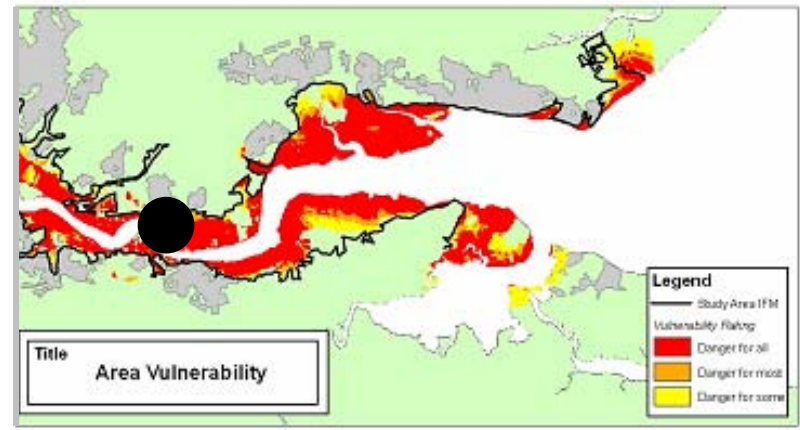 Legend
Study Area IFM
Vulnerability Rating
Danger for all
Danger for most
Danger for some
Title
Area Vulnerability